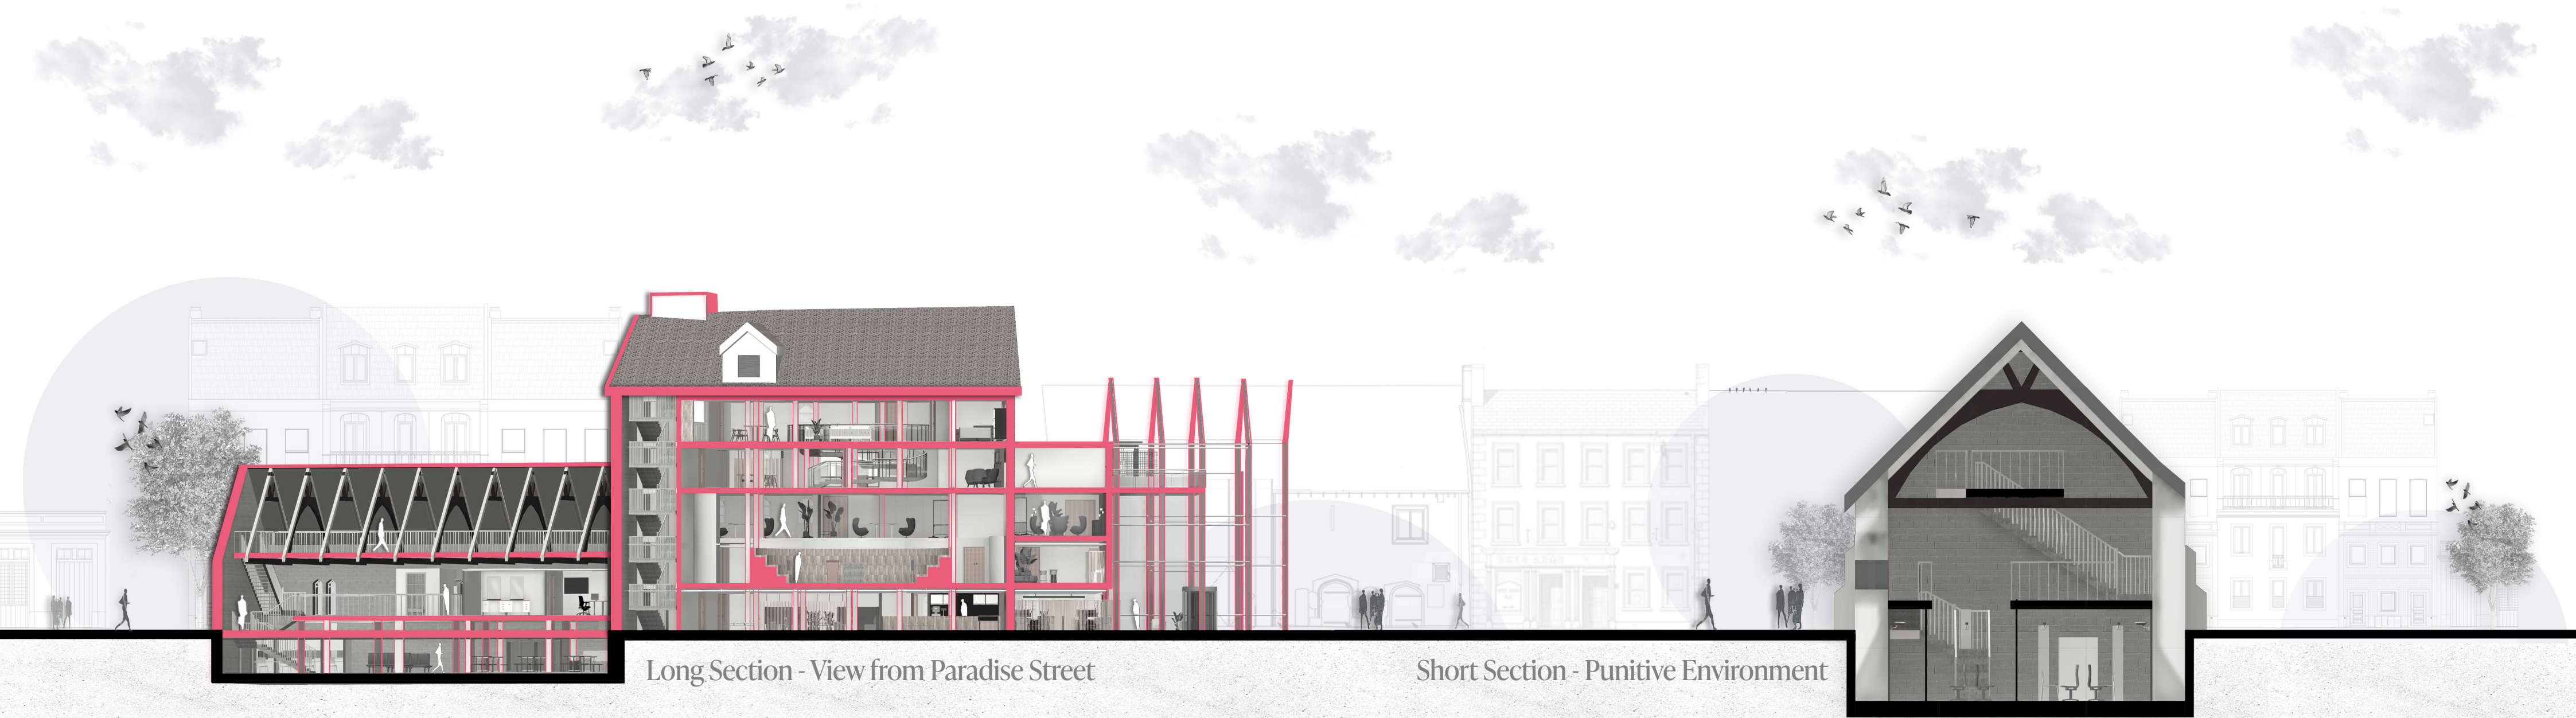 Long Section - View from Paradise Street
Short Section - Punitive Environment